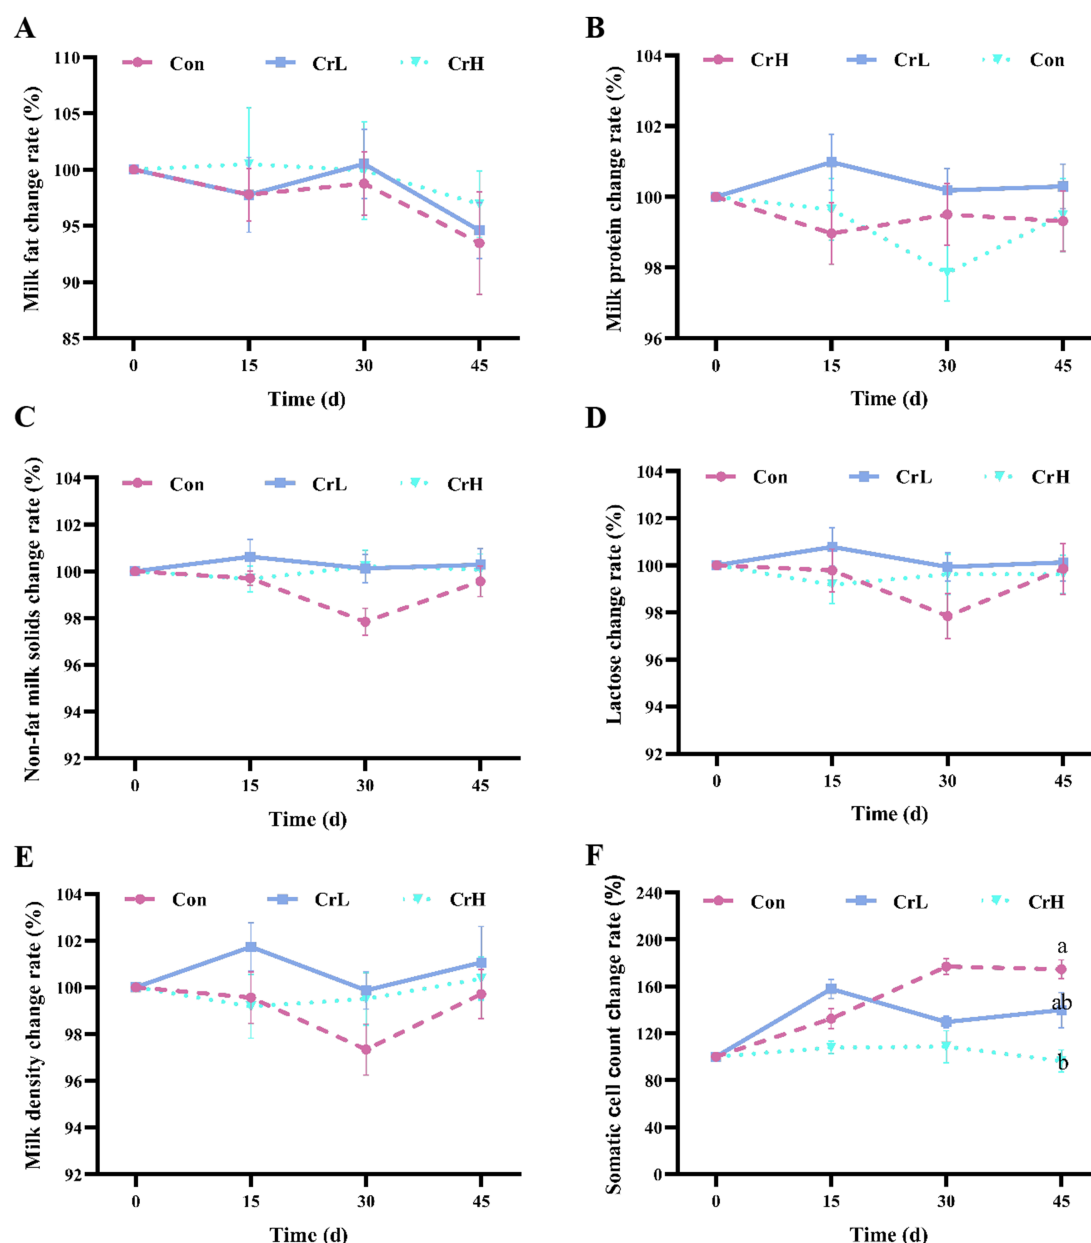 A
Milk fat change rate (%)
110
105
100
95
90
85
Con CrL CrH
0 15 30 45
Time (d)
B
Milk protein change rate (%)
104
102
100
98
96
CrH CrL Con
0 15 30 45
Time (d)
C
Non-fat milk solids change rate (%)
104
102
100
98
96
94
92
Con CrL CrH
0 15 30 45
Time (d)
D
Lactose change rate (%)
104
102
100
98
96
94
92
Con CrL CrH
0 15 30 45
Time (d)
E
Milk density change rate (%)
104
102
100
98
96
94
92
Con CrL CrH
0 15 30 45
Time (d)
F
Somatic cell count change rate (%)
240
200
160
120
80
40
0
Con CrL CrH
a
ab
b
0 15 30 45
Time (d)